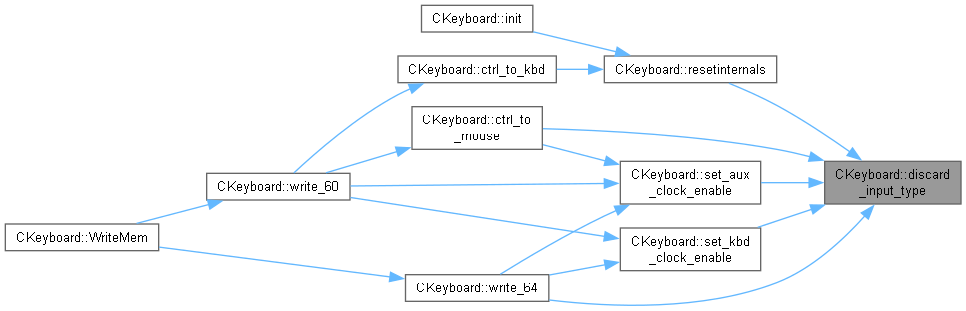 CKeyboard::init
CKeyboard::ctrl_to_kbd
CKeyboard::resetinternals
CKeyboard::ctrl_to
_mouse
CKeyboard::write_60
CKeyboard::set_aux
_clock_enable
CKeyboard::discard
_input_type
CKeyboard::WriteMem
CKeyboard::set_kbd
_clock_enable
CKeyboard::write_64